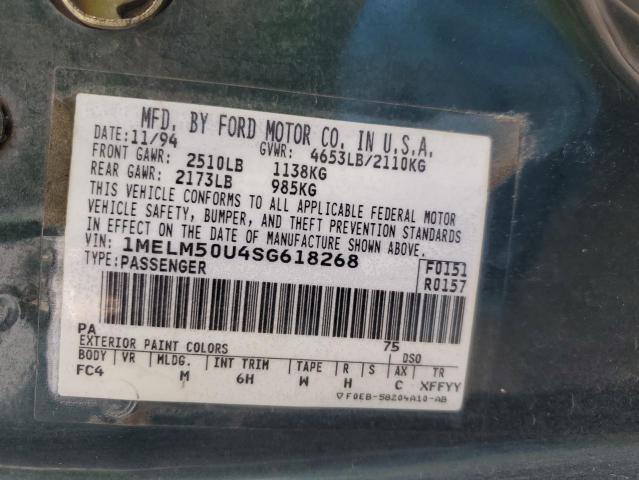 MFD. BY FORD MOTOR CO. IN U.S.A.
DATE: 11/94 GVWR: 4653LB/2110KG
FRONT GAWR: 2510LB 1138KG
REAR GAWR: 2173LB 985KG
THIS VEHICLE CONFORMS TO ALL APPLICABLE FEDERAL MOTOR
VEHICLE SAFETY, BUMPER, AND THEFT PREVENTION STANDARDS
IN EFFECT ON THE DATE OF MANUFACTURE SHOWN ABOVE.
VIN: 1MELM50U4SG618268
TYPE: PASSENGER
F0151
R0157
PA 75
EXTERIOR PAINT COLORS DSO
BODY VR MLDG. INT TRIM TAPE R S AX TR
FC4 M 6H W H C XFFYY
▽F0EB-58204A10-AB